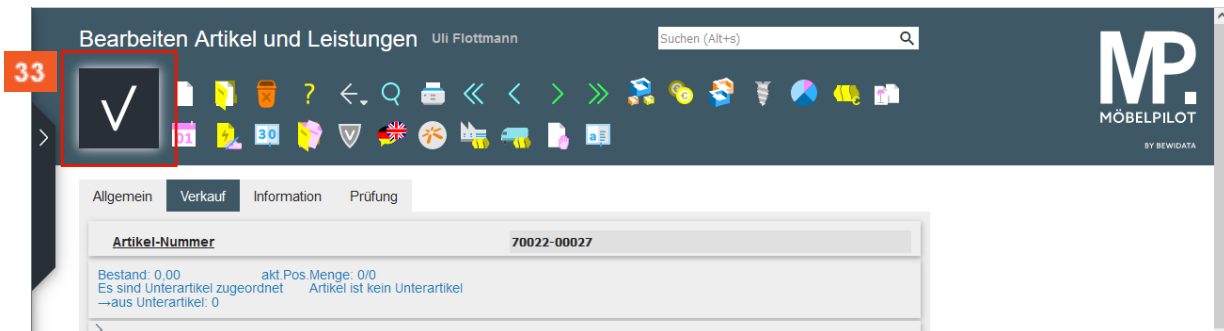 Bearbeiten Artikel und Leistungen Uli Flottmann Suchen (Alt+s)
33
?
01 30 V a
MP.
MÖBELPILOT
BY BEWIDATA
Allgemein Verkauf Information Prüfung
Artikel-Nummer 70022-00027
Bestand: 0,00 akt.Pos.Menge: 0/0
Es sind Unterartikel zugeordnet Artikel ist kein Unterartikel
→aus Unterartikel: 0